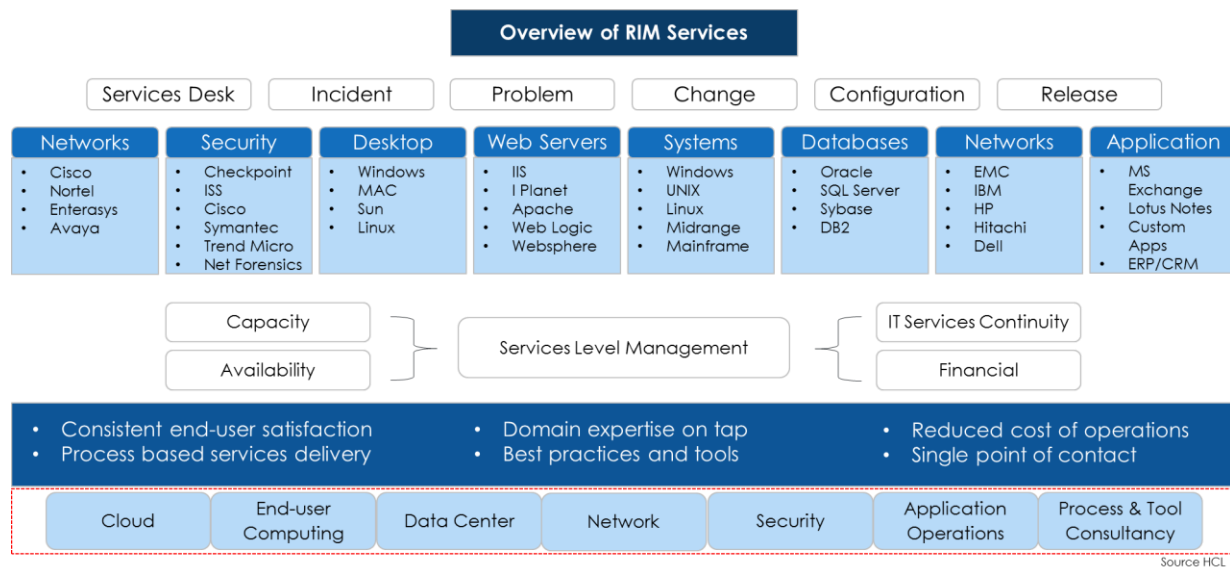 Overview of RIM Services
Services Desk
Incident
Problem
Change
Configuration
Release
Networks
• Cisco
• Nortel
• Enterasys
• Avaya
Security
• Checkpoint
• ISS
• Cisco
• Symantec
• Trend Micro
• Net Forensics
Desktop
• Windows
• MAC
• Sun
• Linux
Web Servers
• IIS
• I Planet
• Apache
• Web Logic
• Websphere
Systems
• Windows
• UNIX
• Linux
• Midrange
• Mainframe
Databases
• Oracle
• SQL Server
• Sybase
• DB2
Networks
• EMC
• IBM
• HP
• Hitachi
• Dell
Application
• MS
Exchange
• Lotus Notes
• Custom
Apps
• ERP/CRM
Capacity
Availability
Services Level Management
IT Services Continuity
Financial
• Consistent end-user satisfaction
• Process based services delivery
• Domain expertise on tap
• Best practices and tools
• Reduced cost of operations
• Single point of contact
Cloud
End-user
Computing
Data Center
Network
Security
Application
Operations
Process & Tool
Consultancy
Source HCL